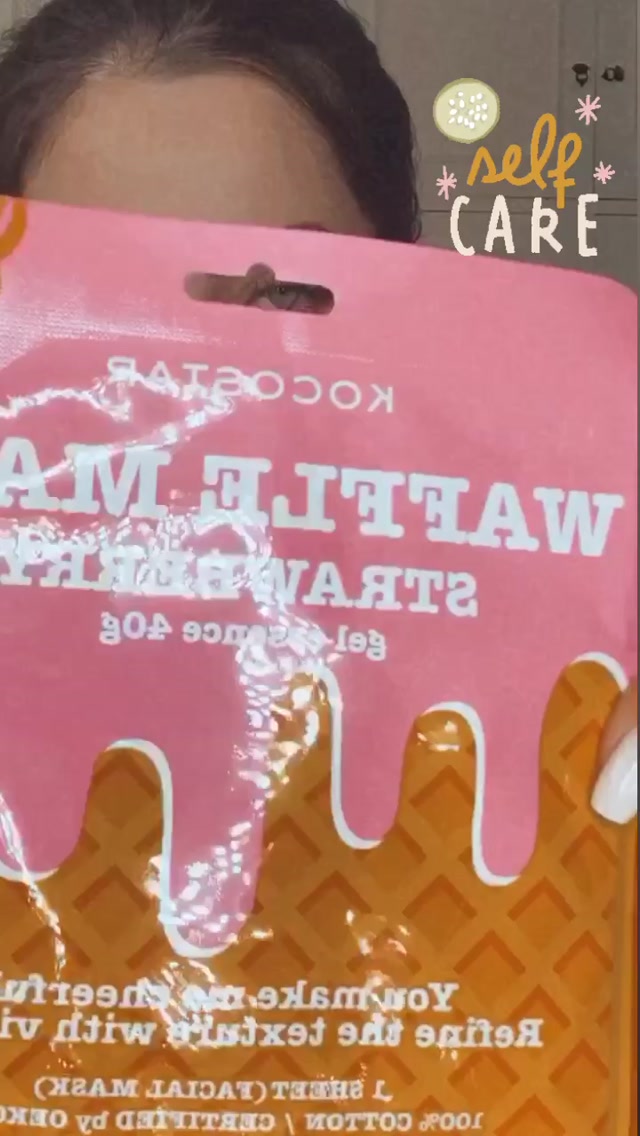 self
CARE
KOCOSTAR
WAFFLE MA
STRAWBERRY
gel essence 40g
You make me cheerful
Refine the texture with vi
1 SHEET(FACIAL MASK)
100% COTTON / CERTIFIED by OEKO